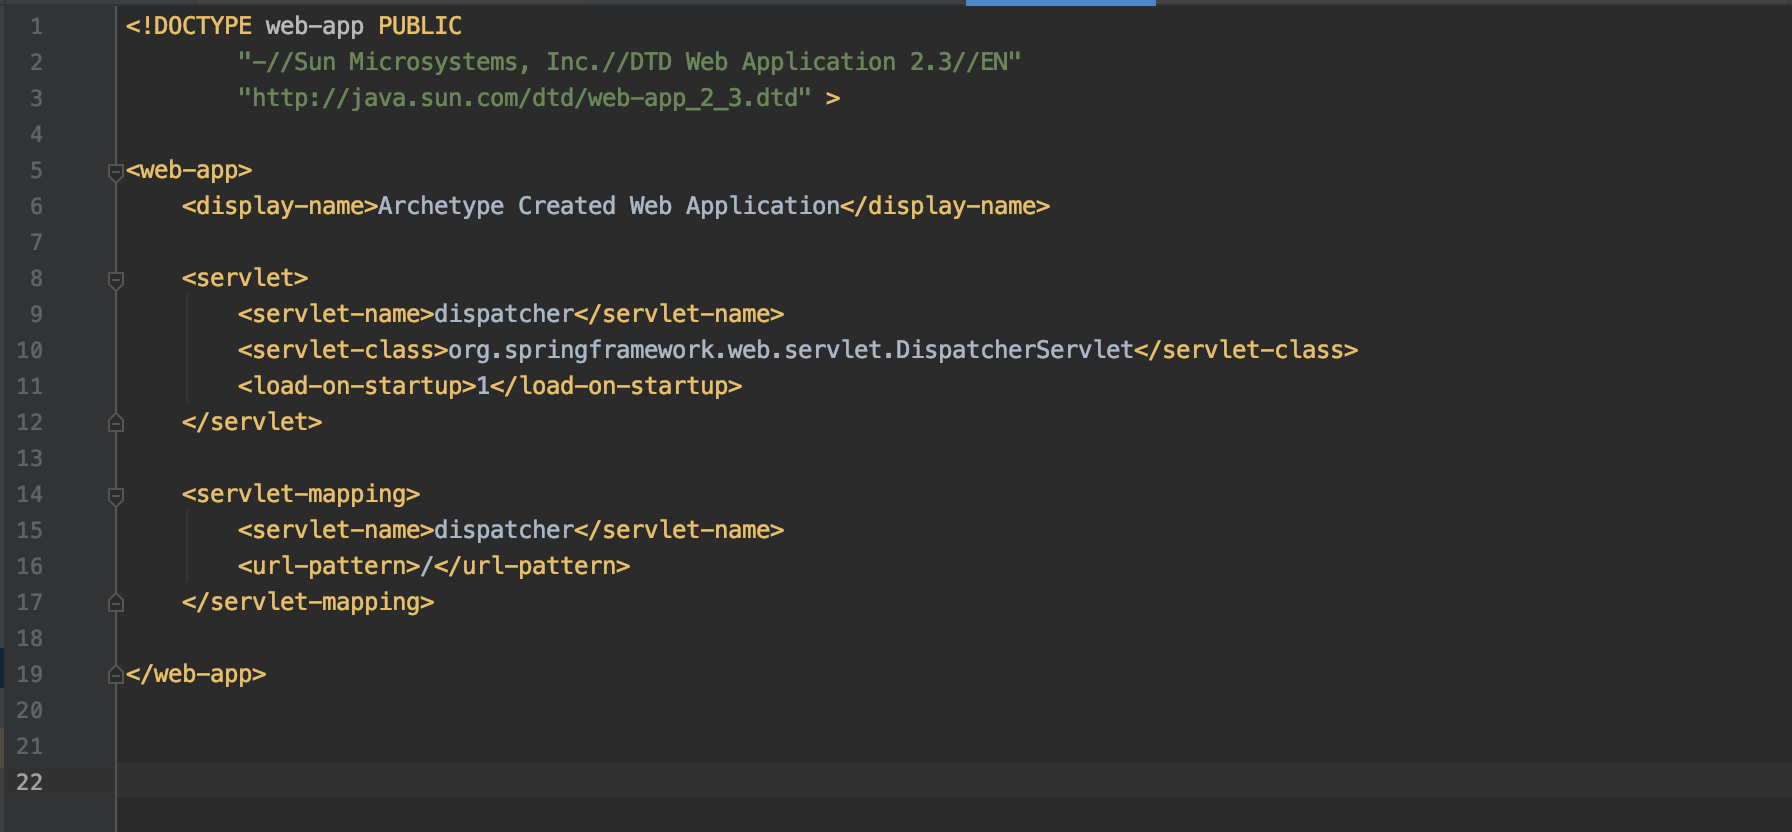 1 <!DOCTYPE web-app PUBLIC
2 "-//Sun Microsystems, Inc.//DTD Web Application 2.3//EN"
3 "http://java.sun.com/dtd/web-app_2_3.dtd" >
4
5 <web-app>
6 <display-name>Archetype Created Web Application</display-name>
7
8 <servlet>
9 <servlet-name>dispatcher</servlet-name>
10 <servlet-class>org.springframework.web.servlet.DispatcherServlet</servlet-class>
11 <load-on-startup>1</load-on-startup>
12 </servlet>
13
14 <servlet-mapping>
15 <servlet-name>dispatcher</servlet-name>
16 <url-pattern>/</url-pattern>
17 </servlet-mapping>
18
19 </web-app>
20
21
22